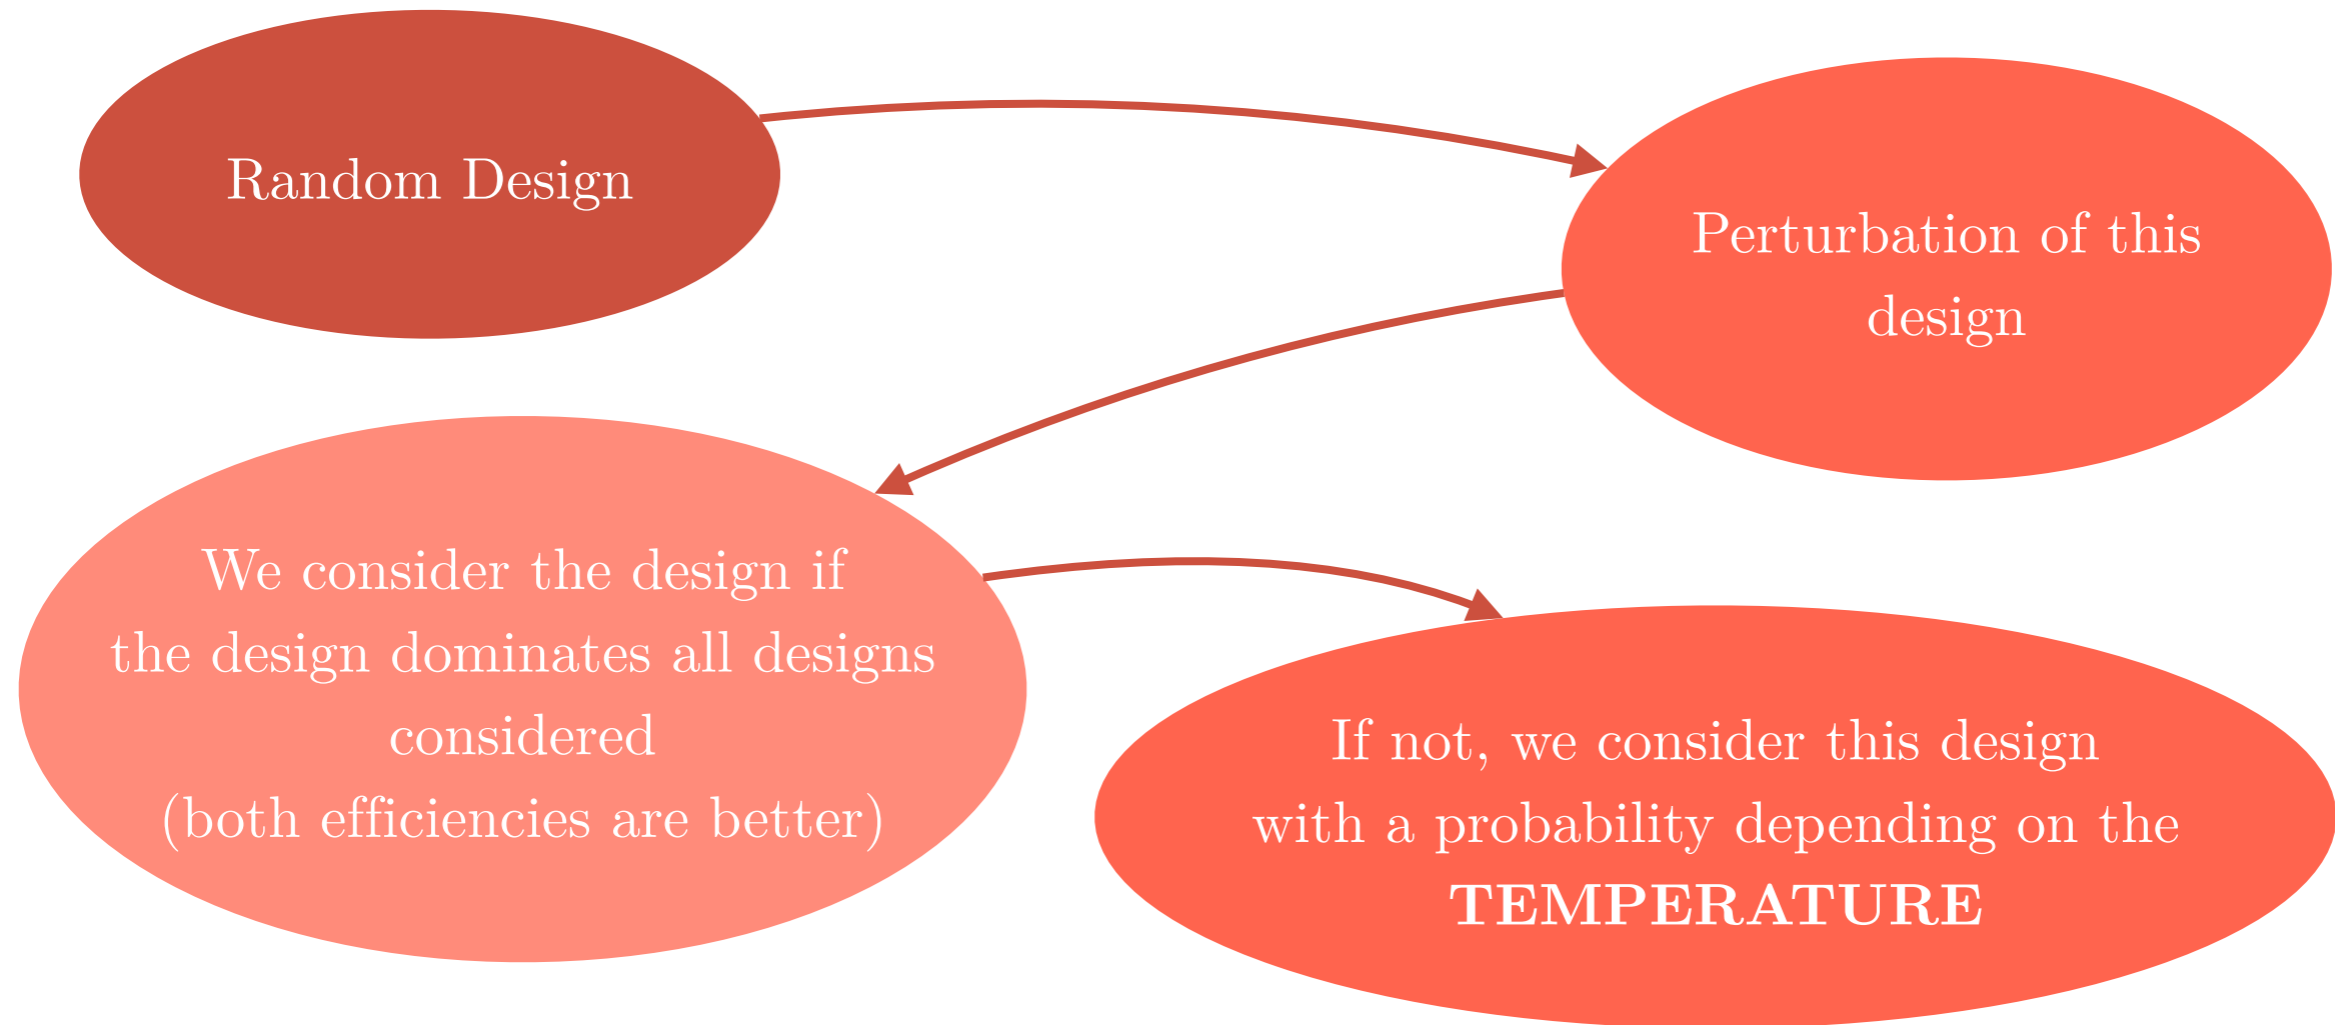 Random Design
Perturbation of this
design
We consider the design if
the design dominates all designs
considered
(both efficiencies are better)
If not, we consider this design
with a probability depending on the
TEMPERATURE